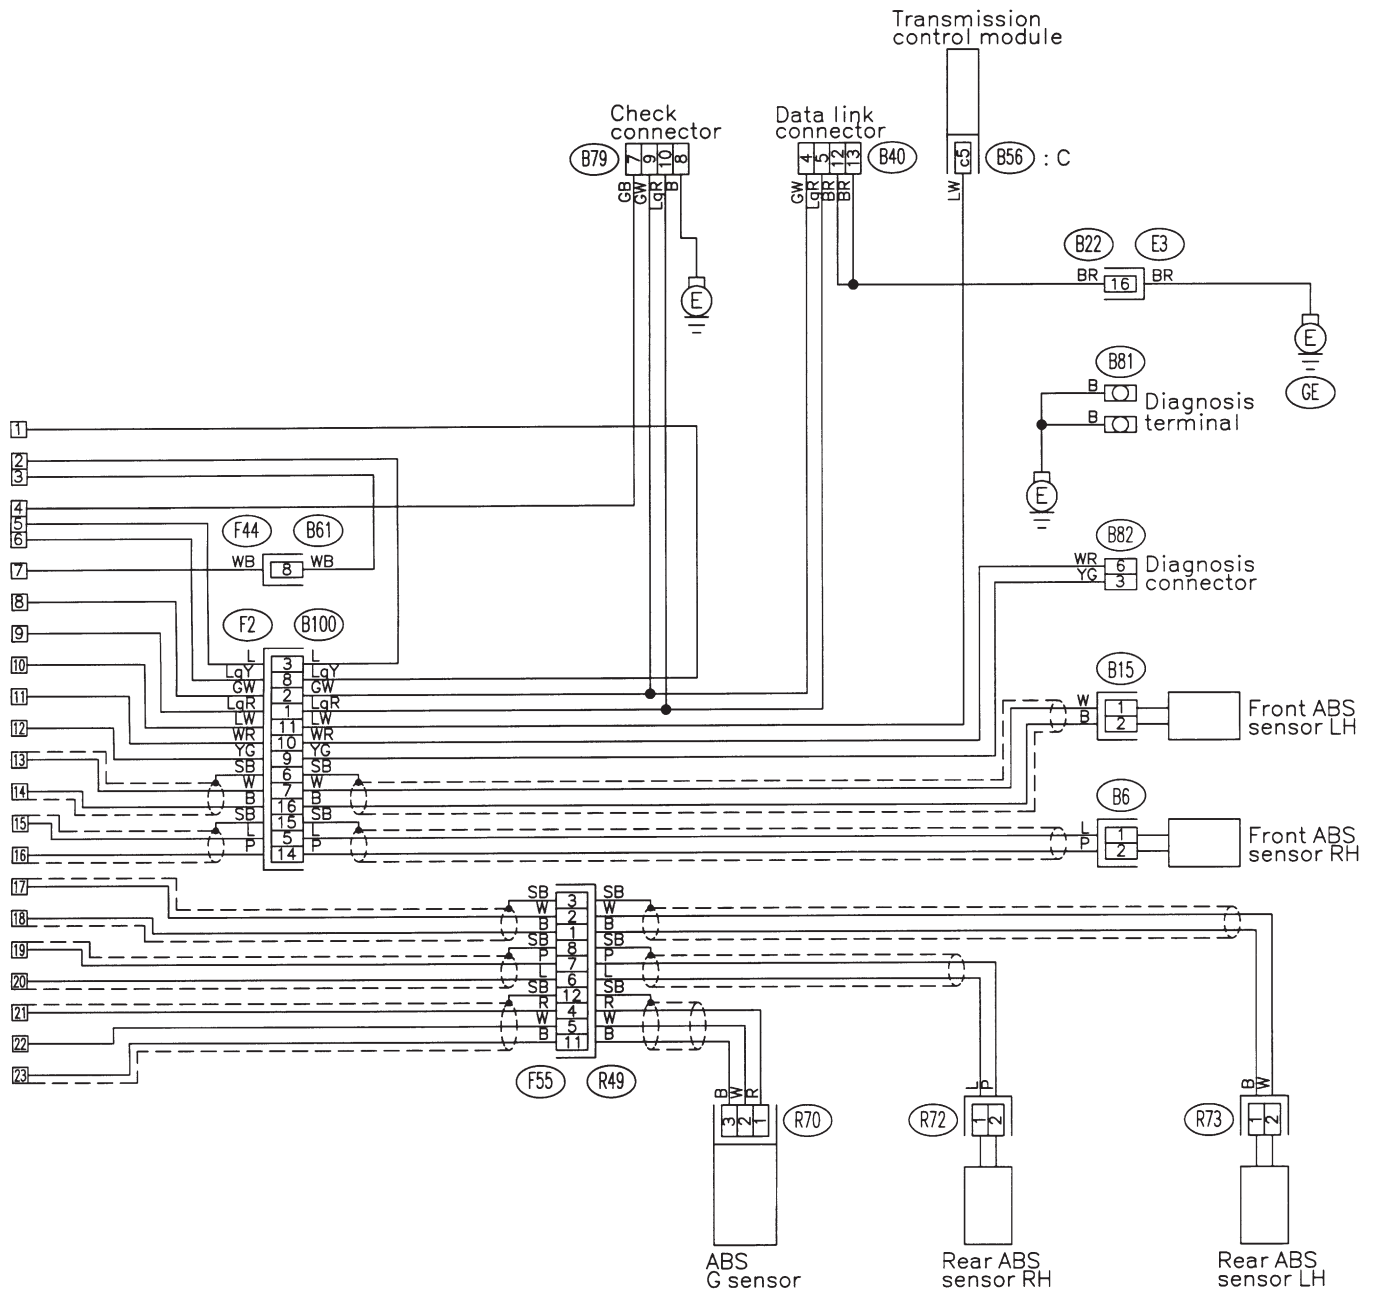 Transmission
control module
Check
connector
Data link
connector
B79
7
9
10
8
4
5
12
13
B40
c5
B56 : C
GB
GW
LgR
B
GW
LgR
BR
BR
LW
B22
E3
BR
16
BR
E
E
GE
B81
B
B
Diagnosis
terminal
E
1
2
3
4
5
6
7
8
9
10
11
12
13
14
15
16
17
18
19
20
21
22
23
F44
B61
WB
8
WB
B82
WR
6
YG
3
Diagnosis
connector
F2
B100
L 3 L
LgY 8 LgY
GW 2 GW
LgR 1 LgR
LW 11 LW
WR 10 WR
YG 9 YG
SB 6 SB
W 7 W
B 16 B
SB 15 SB
L 5 L
P 14 P
B15
W 1
B 2
Front ABS
sensor LH
B6
L 1
P 2
Front ABS
sensor RH
SB 3 SB
W 2 W
B 1 B
SB 8 SB
P 7 P
L 6 L
SB 12 SB
R 4 R
W 5 W
B 11 B
F55
R49
B
W
R
3
2
1
R70
L
P
R72
1
2
B
W
R73
1
2
ABS
G sensor
Rear ABS
sensor RH
Rear ABS
sensor LH